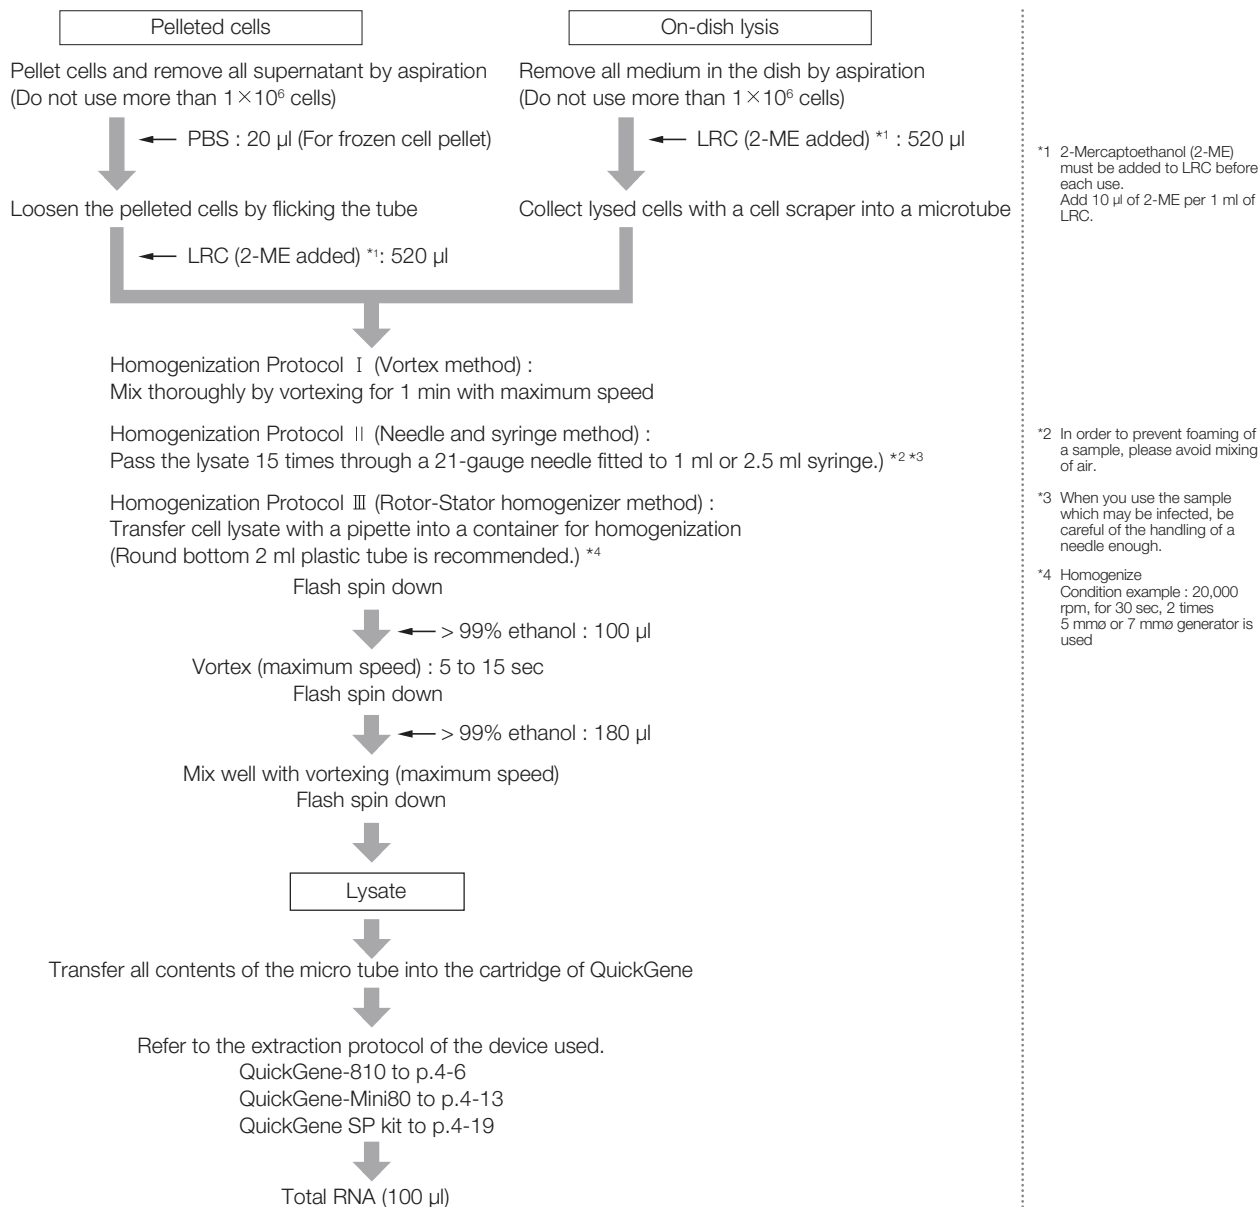 Pelleted cells
Pellet cells and remove all supernatant by aspiration
(Do not use more than 1×10⁶ cells)
PBS : 20 µl (For frozen cell pellet)
Loosen the pelleted cells by flicking the tube
LRC (2-ME added) *¹: 520 µl
On-dish lysis
Remove all medium in the dish by aspiration
(Do not use more than 1×10⁶ cells)
LRC (2-ME added) *¹ : 520 µl
Collect lysed cells with a cell scraper into a microtube
Homogenization Protocol Ⅰ (Vortex method) :
Mix thoroughly by vortexing for 1 min with maximum speed
Homogenization Protocol Ⅱ (Needle and syringe method) :
Pass the lysate 15 times through a 21-gauge needle fitted to 1 ml or 2.5 ml syringe.) *² *³
Homogenization Protocol Ⅲ (Rotor-Stator homogenizer method) :
Transfer cell lysate with a pipette into a container for homogenization
(Round bottom 2 ml plastic tube is recommended.) *⁴
Flash spin down
> 99% ethanol : 100 µl
Vortex (maximum speed) : 5 to 15 sec
Flash spin down
> 99% ethanol : 180 µl
Mix well with vortexing (maximum speed)
Flash spin down
Lysate
Transfer all contents of the micro tube into the cartridge of QuickGene
Refer to the extraction protocol of the device used.
QuickGene-810 to p.4-6
QuickGene-Mini80 to p.4-13
QuickGene SP kit to p.4-19
Total RNA (100 µl)
*1 2-Mercaptoethanol (2-ME)
must be added to LRC before
each use.
Add 10 µl of 2-ME per 1 ml of
LRC.
*2 In order to prevent foaming of
a sample, please avoid mixing
of air.
*3 When you use the sample
which may be infected, be
careful of the handling of a
needle enough.
*4 Homogenize
Condition example : 20,000
rpm, for 30 sec, 2 times
5 mmø or 7 mmø generator is
used